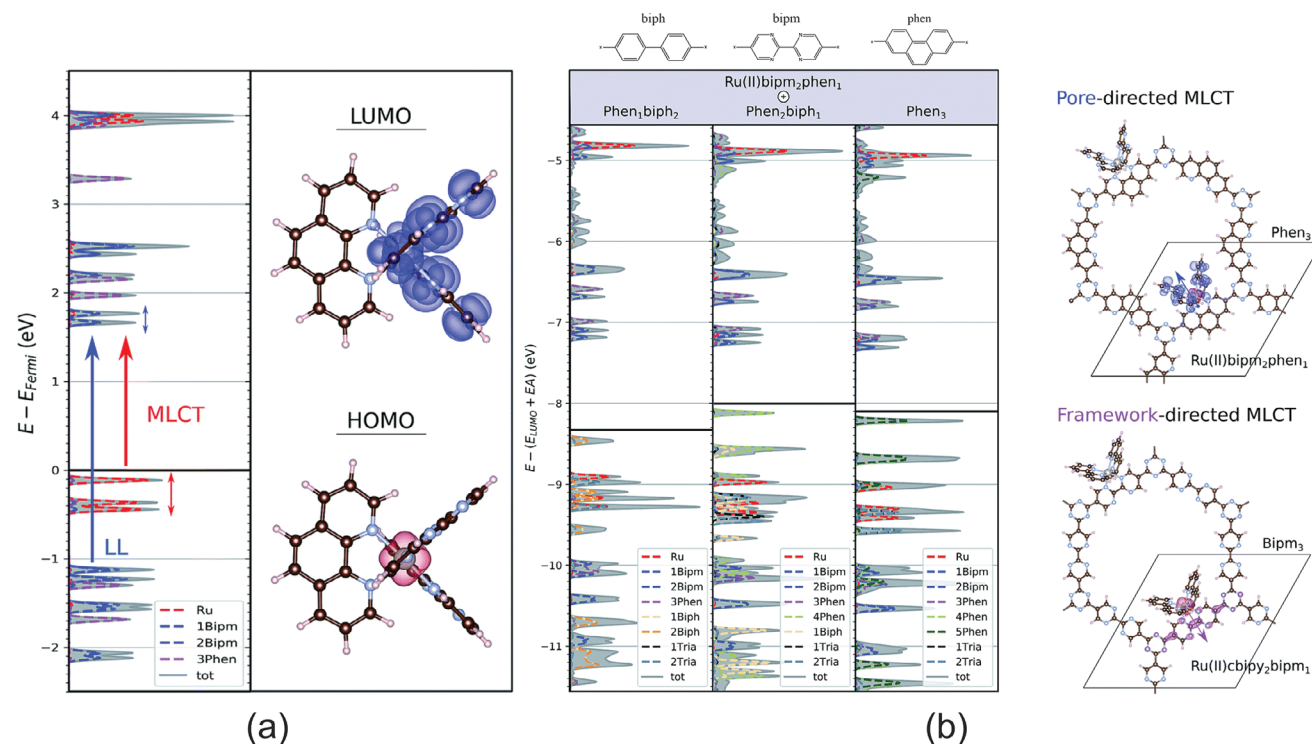 4
3
2
1
0
−1
−2
E − E_Fermi (eV)
MLCT
LL
Ru
1Bipm
2Bipm
3Phen
tot
LUMO
HOMO
(a)
biph
bipm
phen
x
x
N
N
N
N
x
x
x
x
Ru(II)bipm₂phen₁
⊕
Phen₁biph₂
Phen₂biph₁
Phen₃
−5
−6
−7
−8
−9
−10
−11
E − (E_LUMO + EA) (eV)
Ru
1Bipm
2Bipm
3Phen
1Biph
2Biph
1Tria
2Tria
tot
Ru
1Bipm
2Bipm
3Phen
4Phen
1Biph
1Tria
2Tria
tot
Ru
1Bipm
2Bipm
3Phen
4Phen
5Phen
1Tria
2Tria
tot
(b)
Pore-directed MLCT
Phen₃
Ru(II)bipm₂phen₁
Framework-directed MLCT
Bipm₃
Ru(II)cbipy₂bipm₁